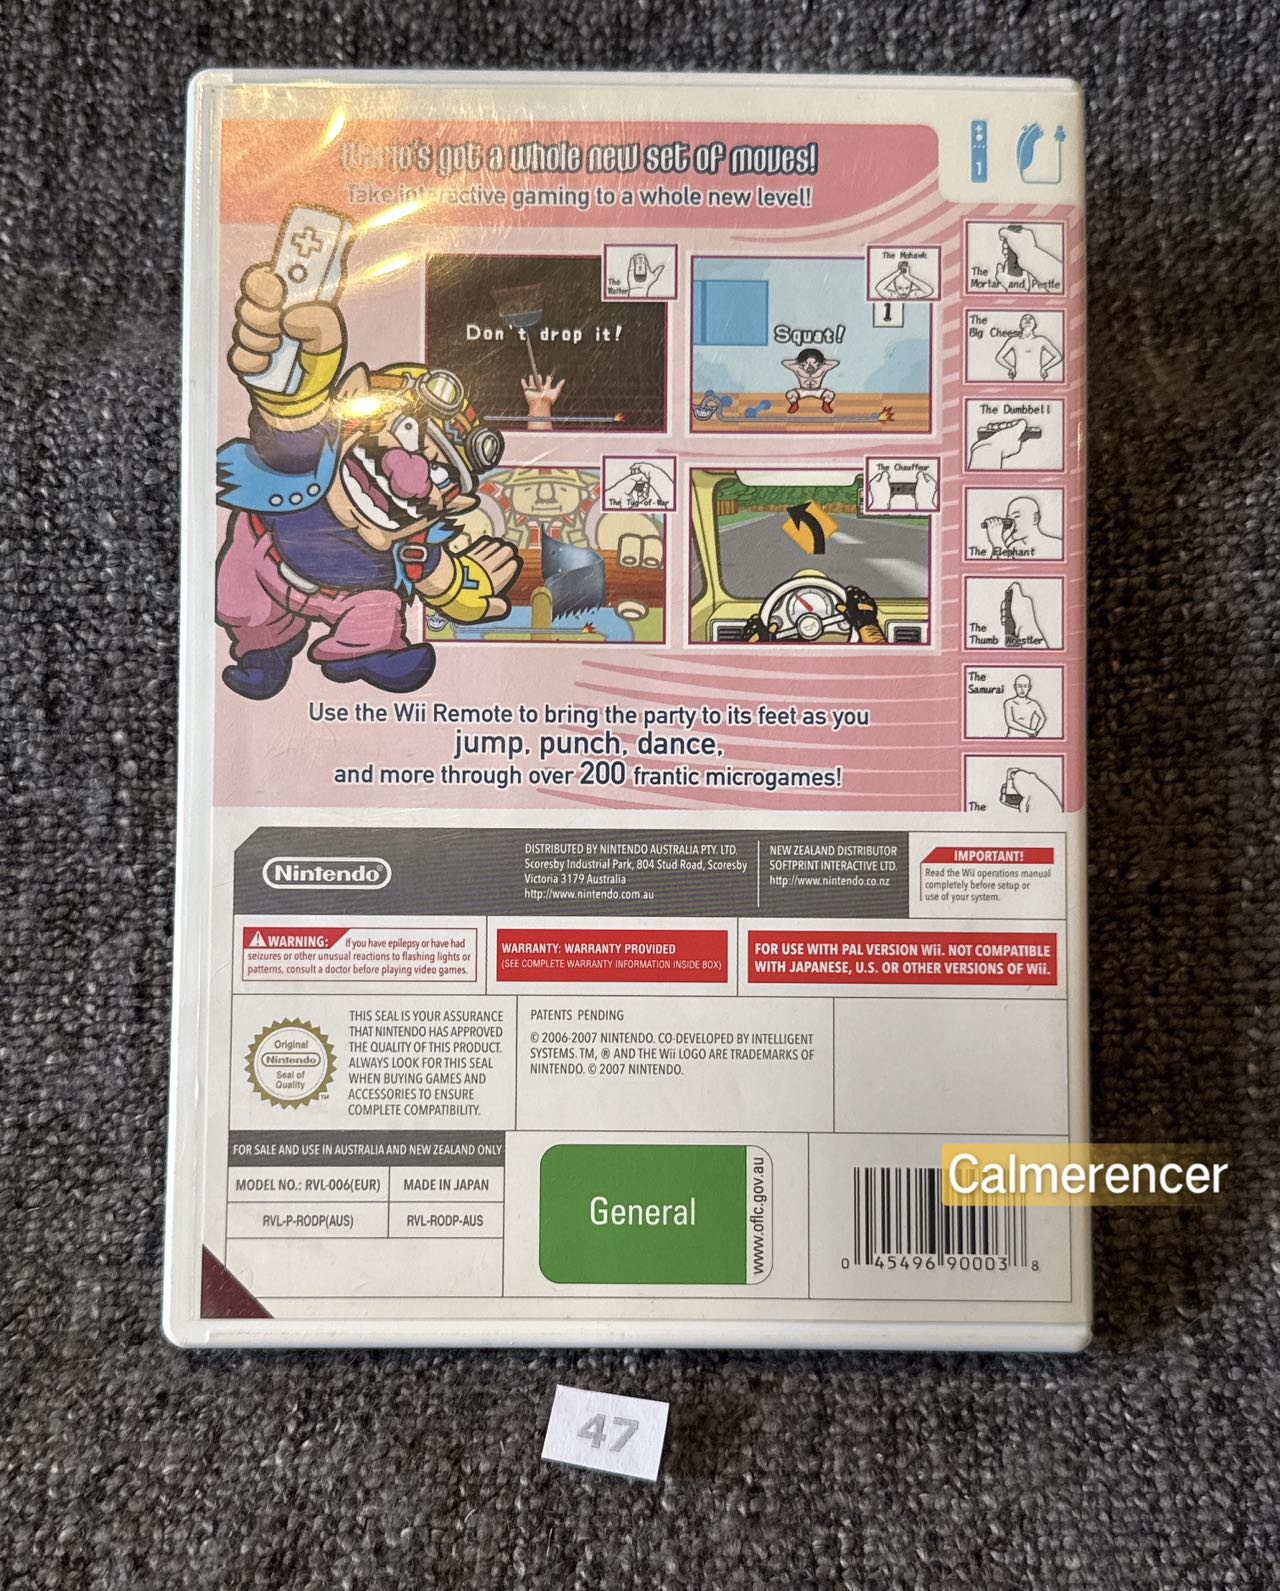 Wario's got a whole new set of moves!
Take interactive gaming to a whole new level!
1
The
Waiter
Don't drop it!
The Mohawk
1
Squat!
The Tug-of-War
The Chauffeur
The
Mortar and Pestle
The
Big Cheese
The Dumbbell
The Elephant
The
Thumb Wrestler
The
Samurai
The
Use the Wii Remote to bring the party to its feet as you
jump, punch, dance,
and more through over 200 frantic microgames!
Nintendo®
DISTRIBUTED BY NINTENDO AUSTRALIA PTY. LTD.
Scoresby Industrial Park, 804 Stud Road, Scoresby
Victoria 3179 Australia
http://www.nintendo.com.au
NEW ZEALAND DISTRIBUTOR
SOFTPRINT INTERACTIVE LTD.
http://www.nintendo.co.nz
IMPORTANT!
Read the Wii operations manual
completely before setup or
use of your system.
WARNING: If you have epilepsy or have had
seizures or other unusual reactions to flashing lights or
patterns, consult a doctor before playing video games.
WARRANTY: WARRANTY PROVIDED
(SEE COMPLETE WARRANTY INFORMATION INSIDE BOX)
FOR USE WITH PAL VERSION Wii. NOT COMPATIBLE
WITH JAPANESE, U.S. OR OTHER VERSIONS OF Wii.
Original
Nintendo
Seal of
Quality
TM
THIS SEAL IS YOUR ASSURANCE
THAT NINTENDO HAS APPROVED
THE QUALITY OF THIS PRODUCT.
ALWAYS LOOK FOR THIS SEAL
WHEN BUYING GAMES AND
ACCESSORIES TO ENSURE
COMPLETE COMPATIBILITY.
PATENTS PENDING
© 2006-2007 NINTENDO. CO-DEVELOPED BY INTELLIGENT
SYSTEMS. TM, ® AND THE Wii LOGO ARE TRADEMARKS OF
NINTENDO. © 2007 NINTENDO.
FOR SALE AND USE IN AUSTRALIA AND NEW ZEALAND ONLY
MODEL NO.: RVL-006(EUR)
MADE IN JAPAN
RVL-P-RODP(AUS)
RVL-RODP-AUS
General
www.oflc.gov.au
Calmerencer
0 45496 90003 8
47